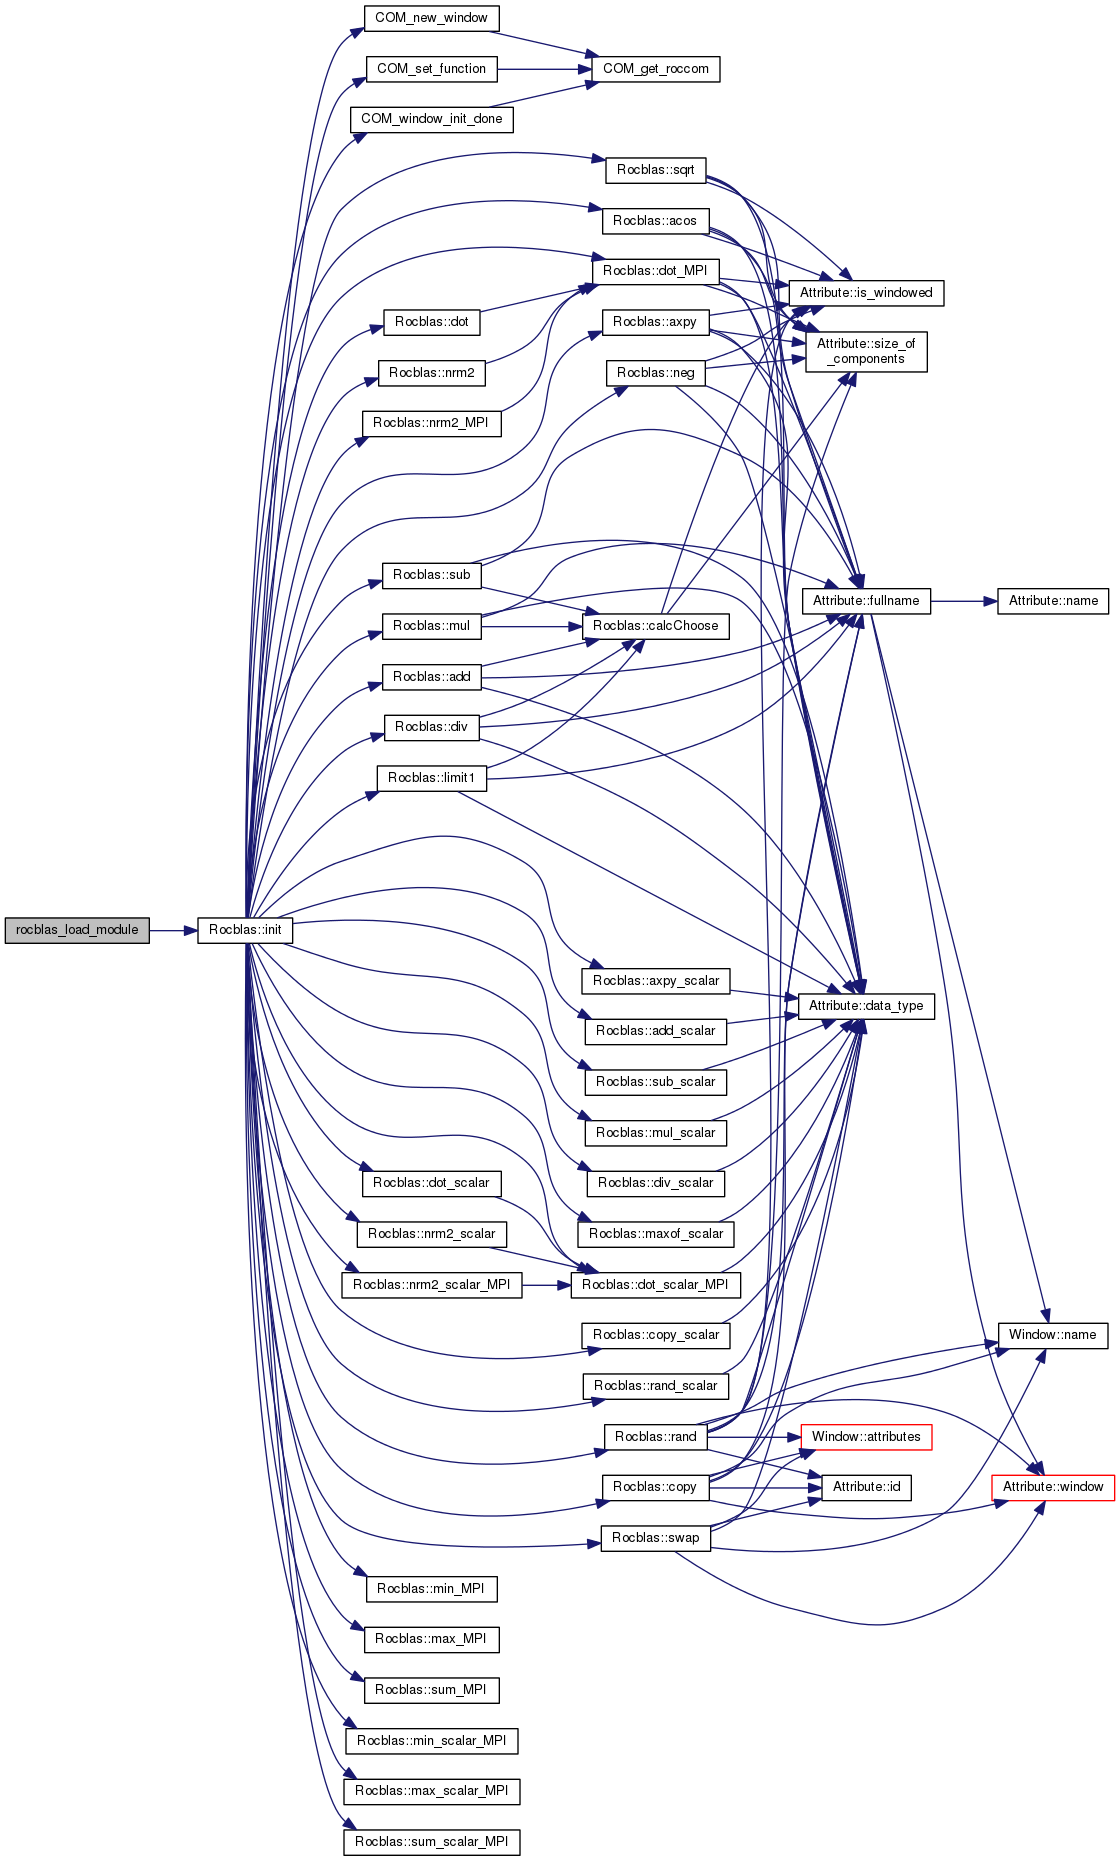 COM_new_window
COM_set_function
COM_get_roccom
COM_window_init_done
Rocblas::sqrt
Rocblas::acos
Rocblas::dot_MPI
Attribute::is_windowed
Rocblas::dot
Rocblas::axpy
Attribute::size_of
_components
Rocblas::nrm2
Rocblas::neg
Rocblas::nrm2_MPI
Rocblas::sub
Attribute::fullname
Attribute::name
Rocblas::mul
Rocblas::calcChoose
Rocblas::add
Rocblas::div
Rocblas::limit1
rocblas_load_module
Rocblas::init
Rocblas::axpy_scalar
Attribute::data_type
Rocblas::add_scalar
Rocblas::sub_scalar
Rocblas::mul_scalar
Rocblas::dot_scalar
Rocblas::div_scalar
Rocblas::nrm2_scalar
Rocblas::maxof_scalar
Rocblas::nrm2_scalar_MPI
Rocblas::dot_scalar_MPI
Rocblas::copy_scalar
Window::name
Rocblas::rand_scalar
Rocblas::rand
Window::attributes
Rocblas::copy
Attribute::id
Attribute::window
Rocblas::swap
Rocblas::min_MPI
Rocblas::max_MPI
Rocblas::sum_MPI
Rocblas::min_scalar_MPI
Rocblas::max_scalar_MPI
Rocblas::sum_scalar_MPI